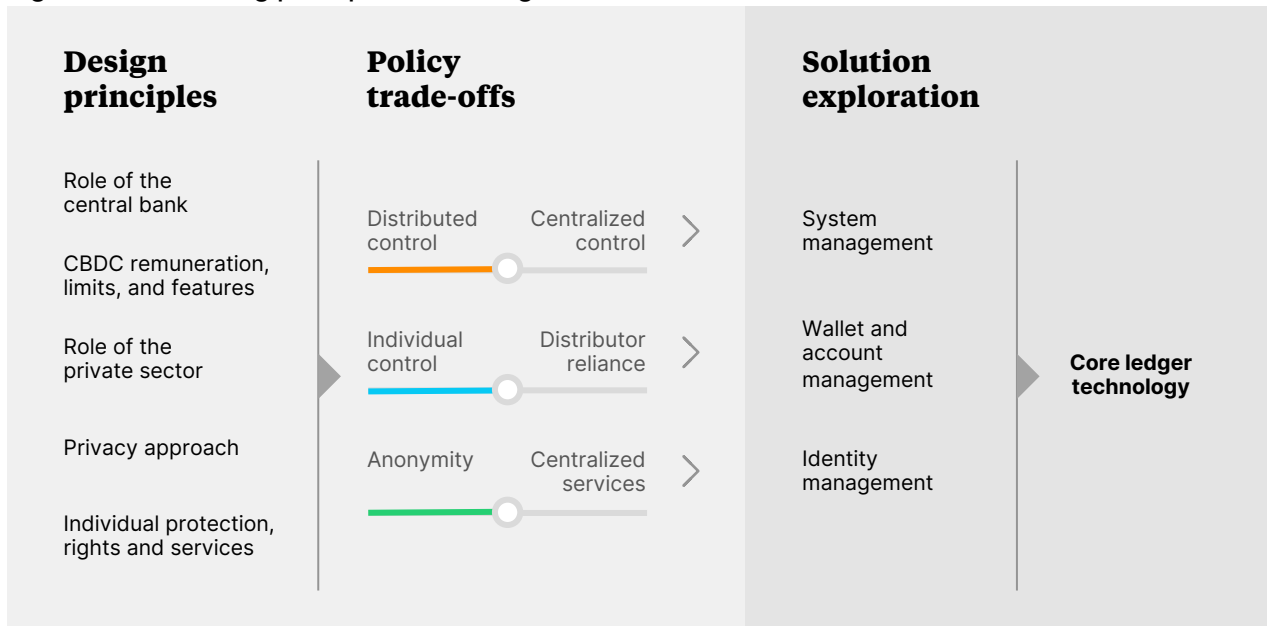 Design
principles
Policy
trade-offs
Solution
exploration
Role of the
central bank
CBDC remuneration,
limits, and features
Role of the
private sector
Privacy approach
Individual protection,
rights and services
Distributed
control
Centralized
control
Individual
control
Distributor
reliance
Anonymity
Centralized
services
System
management
Wallet and
account
management
Identity
management
Core ledger
technology